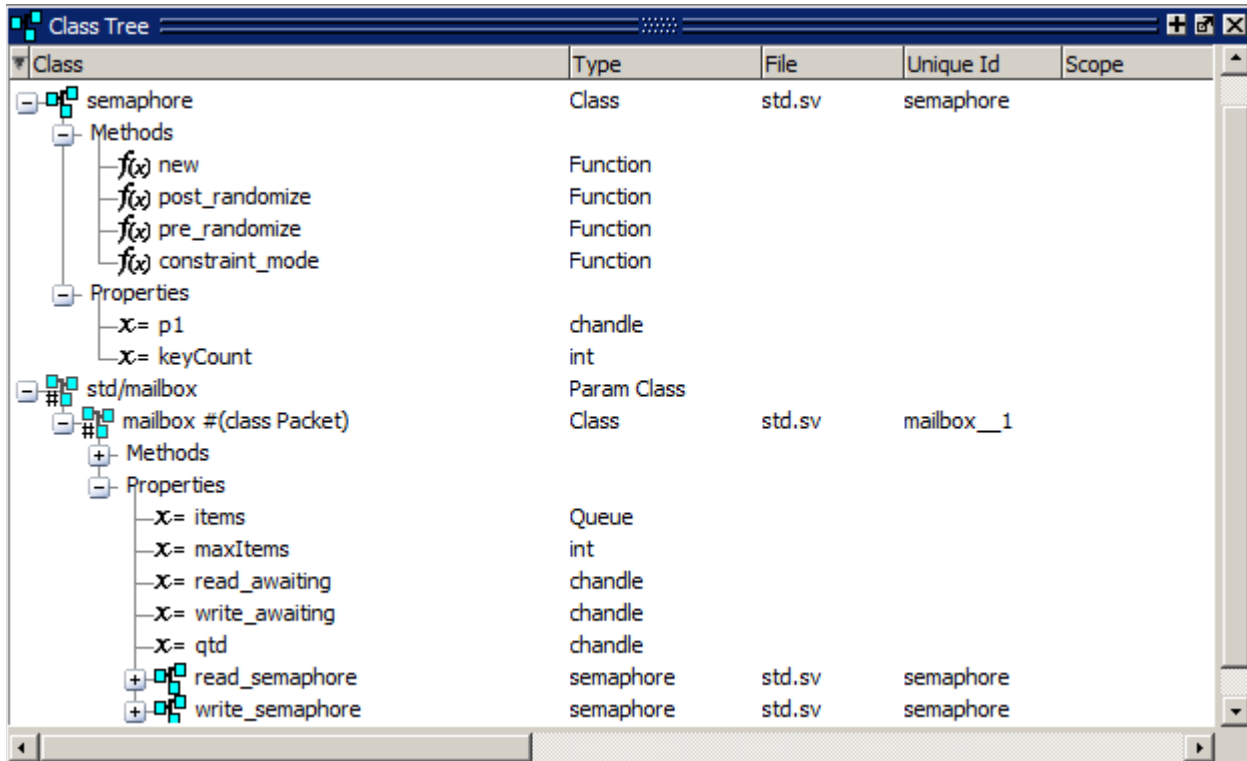 Class Tree
Class Type File Unique Id Scope
semaphore Class std.sv semaphore
Methods
f(x) new Function
f(x) post_randomize Function
f(x) pre_randomize Function
f(x) constraint_mode Function
Properties
x= p1 chandle
x= keyCount int
std/mailbox Param Class
mailbox #(class Packet) Class std.sv mailbox__1
Methods
Properties
x= items Queue
x= maxItems int
x= read_awaiting chandle
x= write_awaiting chandle
x= qtd chandle
read_semaphore semaphore std.sv semaphore
write_semaphore semaphore std.sv semaphore